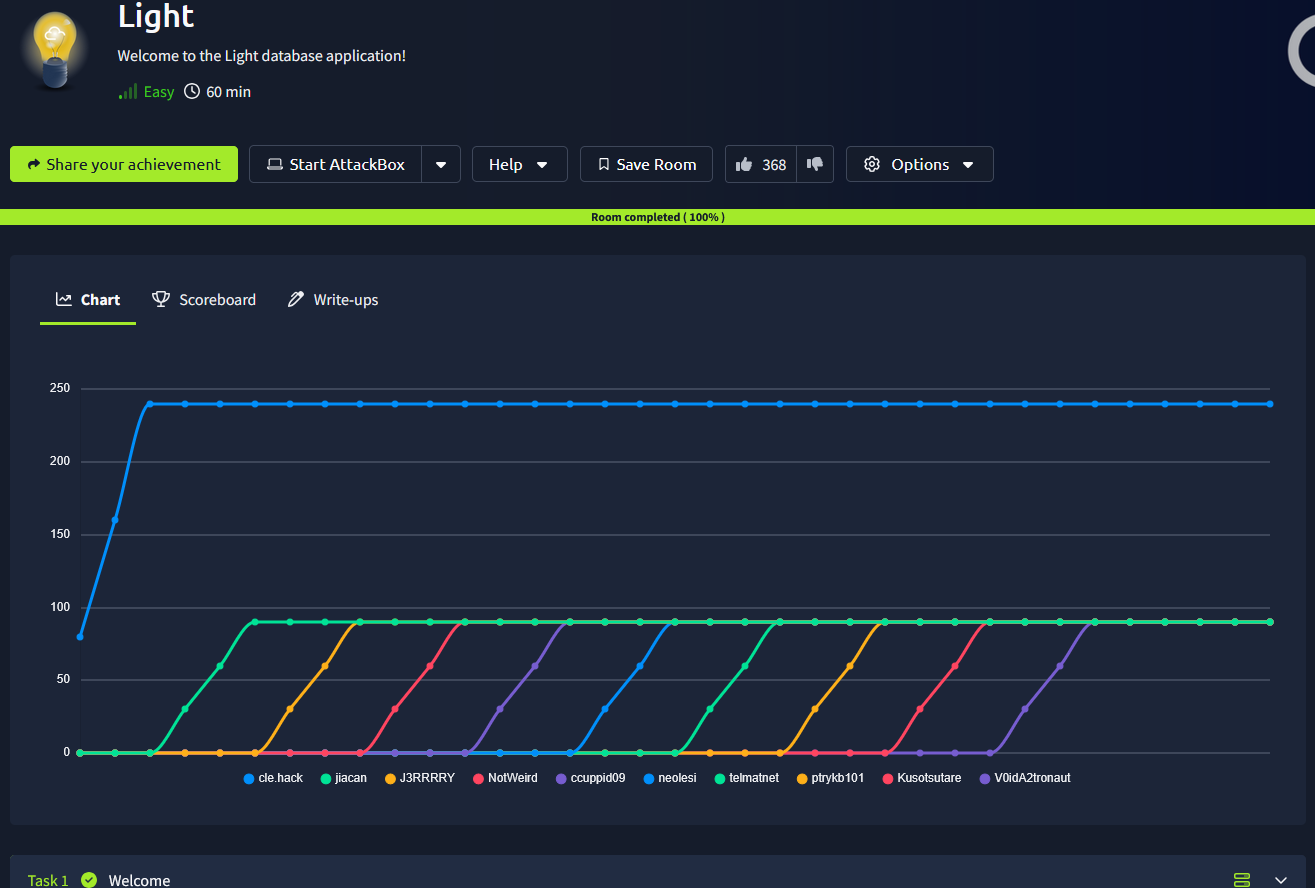 Light
Welcome to the Light database application!
Easy 60 min
Share your achievement Start AttackBox Help Save Room 368 Options
Room completed ( 100% )
Chart Scoreboard Write-ups
250
200
150
100
50
0
cle.hack jiacan J3RRRRY NotWeird ccuppid09 neolesi telmatnet ptrykb101 Kusotsutare V0idA2tronaut
Task 1 Welcome